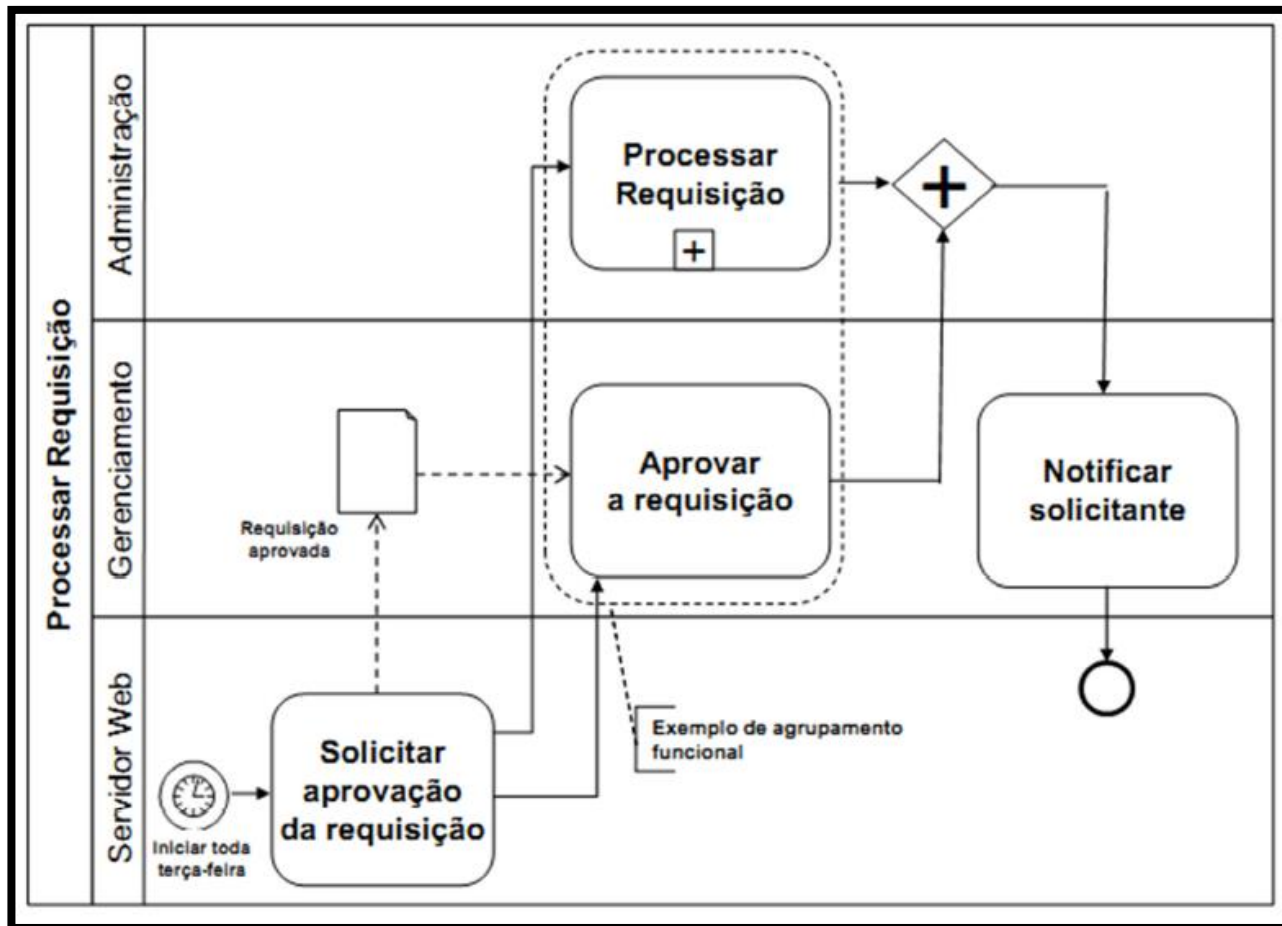 Processar Requisição
Administração
Gerenciamento
Servidor Web
Processar
Requisição
+
+
Requisição
aprovada
Aprovar
a requisição
Notificar
solicitante
Iniciar toda
terça-feira
Solicitar
aprovação
da requisição
Exemplo de agrupamento
funcional